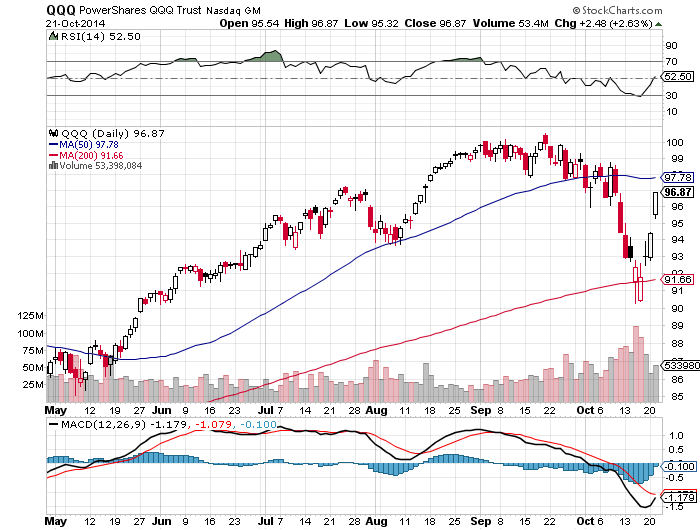 QQQ PowerShares QQQ Trust Nasdaq GM © StockCharts.com
21-Oct-2014 Open 95.54 High 96.87 Low 95.32 Close 96.87 Volume 53.4M Chg +2.48 (+2.63%)
RSI(14) 52.50
90
70
52.50
30
10
QQQ (Daily) 96.87
MA(50) 97.78
MA(200) 91.66
Volume 53,398,084
100
99
97.78
96.87
96
95
94
93
92
91.66
91
90
89
88
87
86
85
125M
100M
75M
50M
25M
533980
May 12 19 27 Jun 9 16 23 Jul 7 14 21 28 Aug 11 18 25 Sep 8 15 22 Oct 6 13 20
MACD(12,26,9) -1.179, -1.079, -0.100
1.0
0.5
-0.100
-0.5
-1.179
-1.5
May 12 19 27 Jun 9 16 23 Jul 7 14 21 28 Aug 11 18 25 Sep 8 15 22 Oct 6 13 20